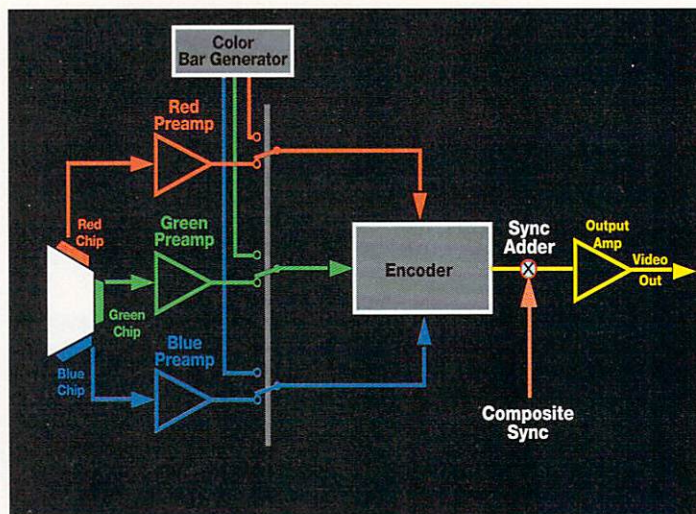 Color
Bar Generator
Red
Preamp
Red
Chip
Green
Preamp
Green
Chip
Blue
Preamp
Blue
Chip
Encoder
Sync
Adder
Output
Amp
Video
Out
Composite
Sync